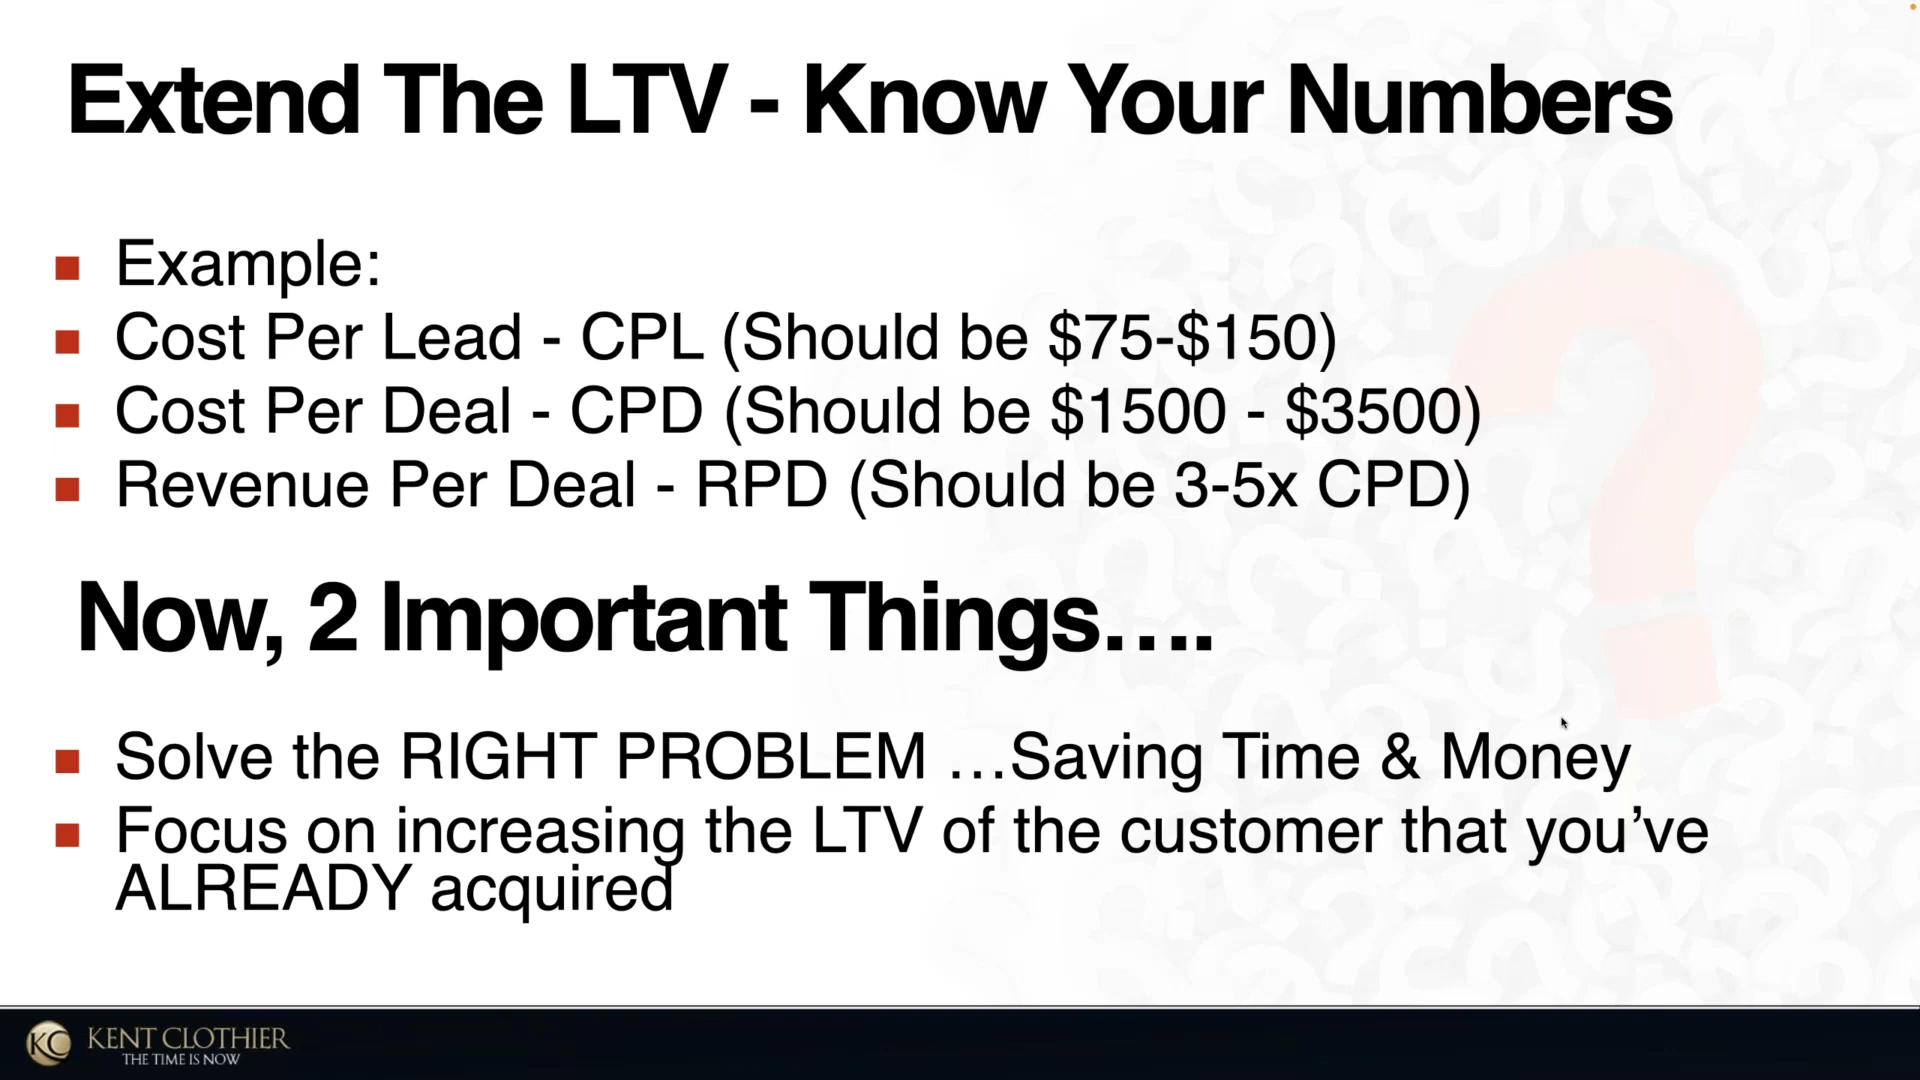 Extend The LTV - Know Your Numbers
Example:
Cost Per Lead - CPL (Should be $75-$150)
Cost Per Deal - CPD (Should be $1500 - $3500)
Revenue Per Deal - RPD (Should be 3-5x CPD)
Now, 2 Important Things….
Solve the RIGHT PROBLEM …Saving Time & Money
Focus on increasing the LTV of the customer that you’ve
ALREADY acquired
KC KENT CLOTHIER
THE TIME IS NOW